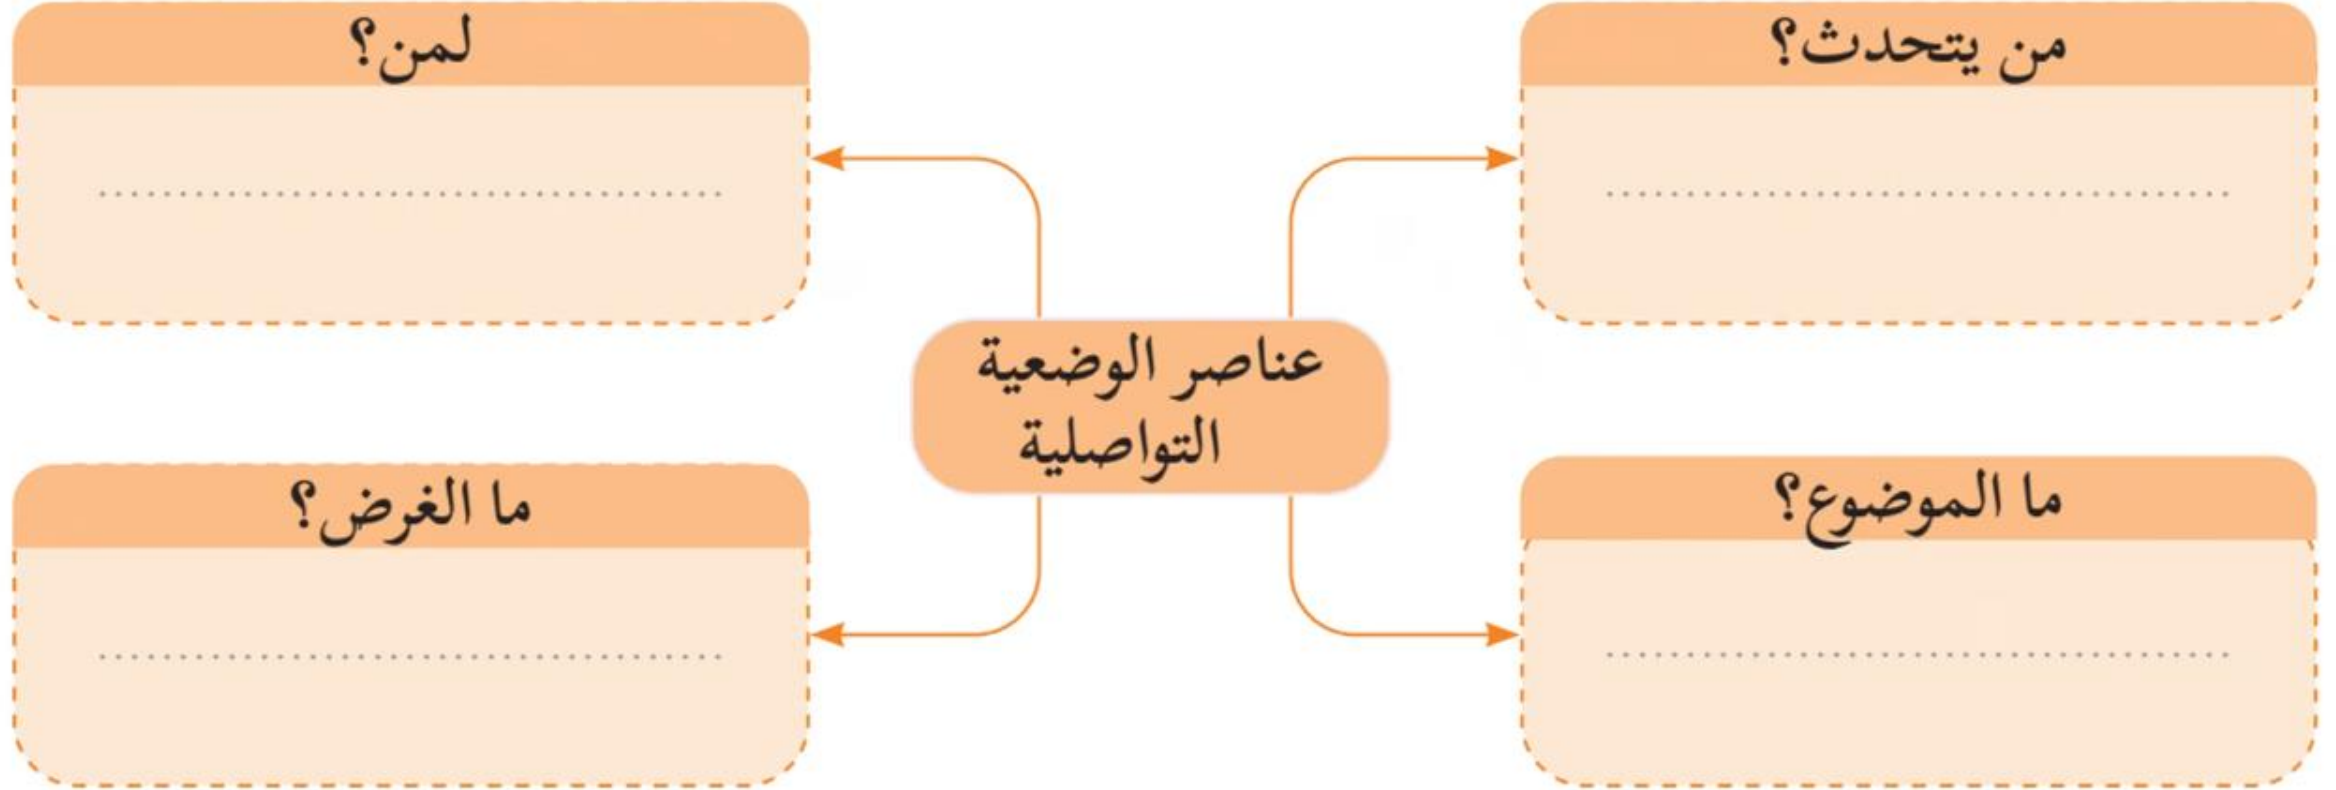 من يتحدث؟
لمن؟
عناصر الوضعية
التواصلية
ما الموضوع؟
ما الغرض؟